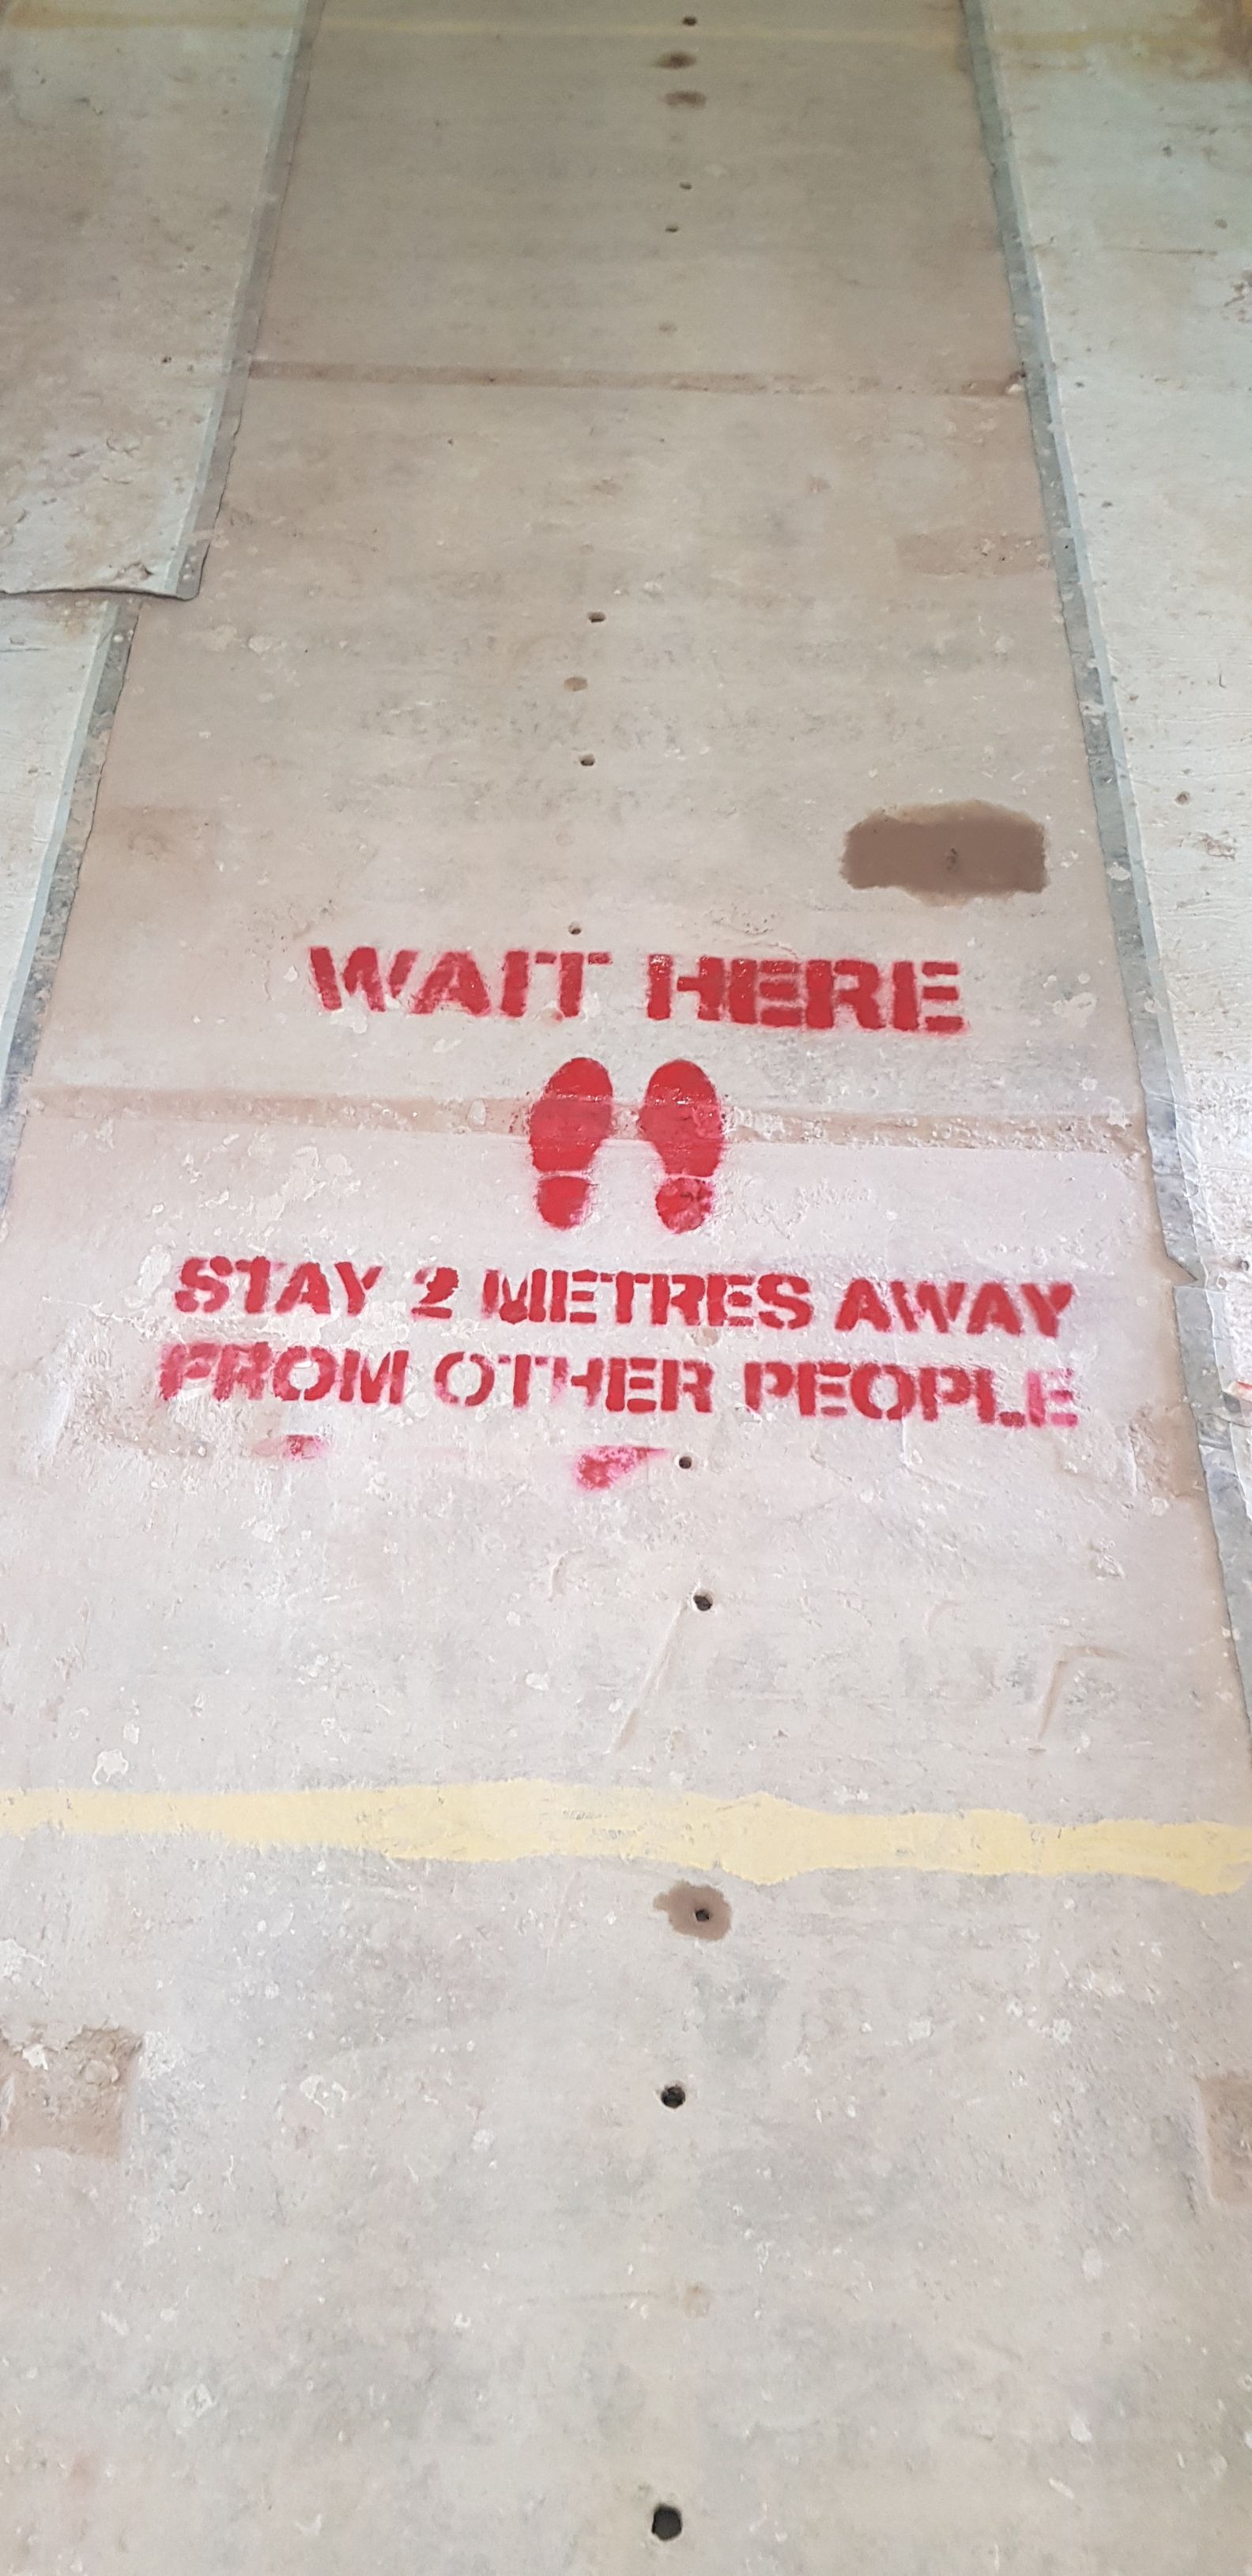 WAIT HERE
STAY 2 METRES AWAY
FROM OTHER PEOPLE